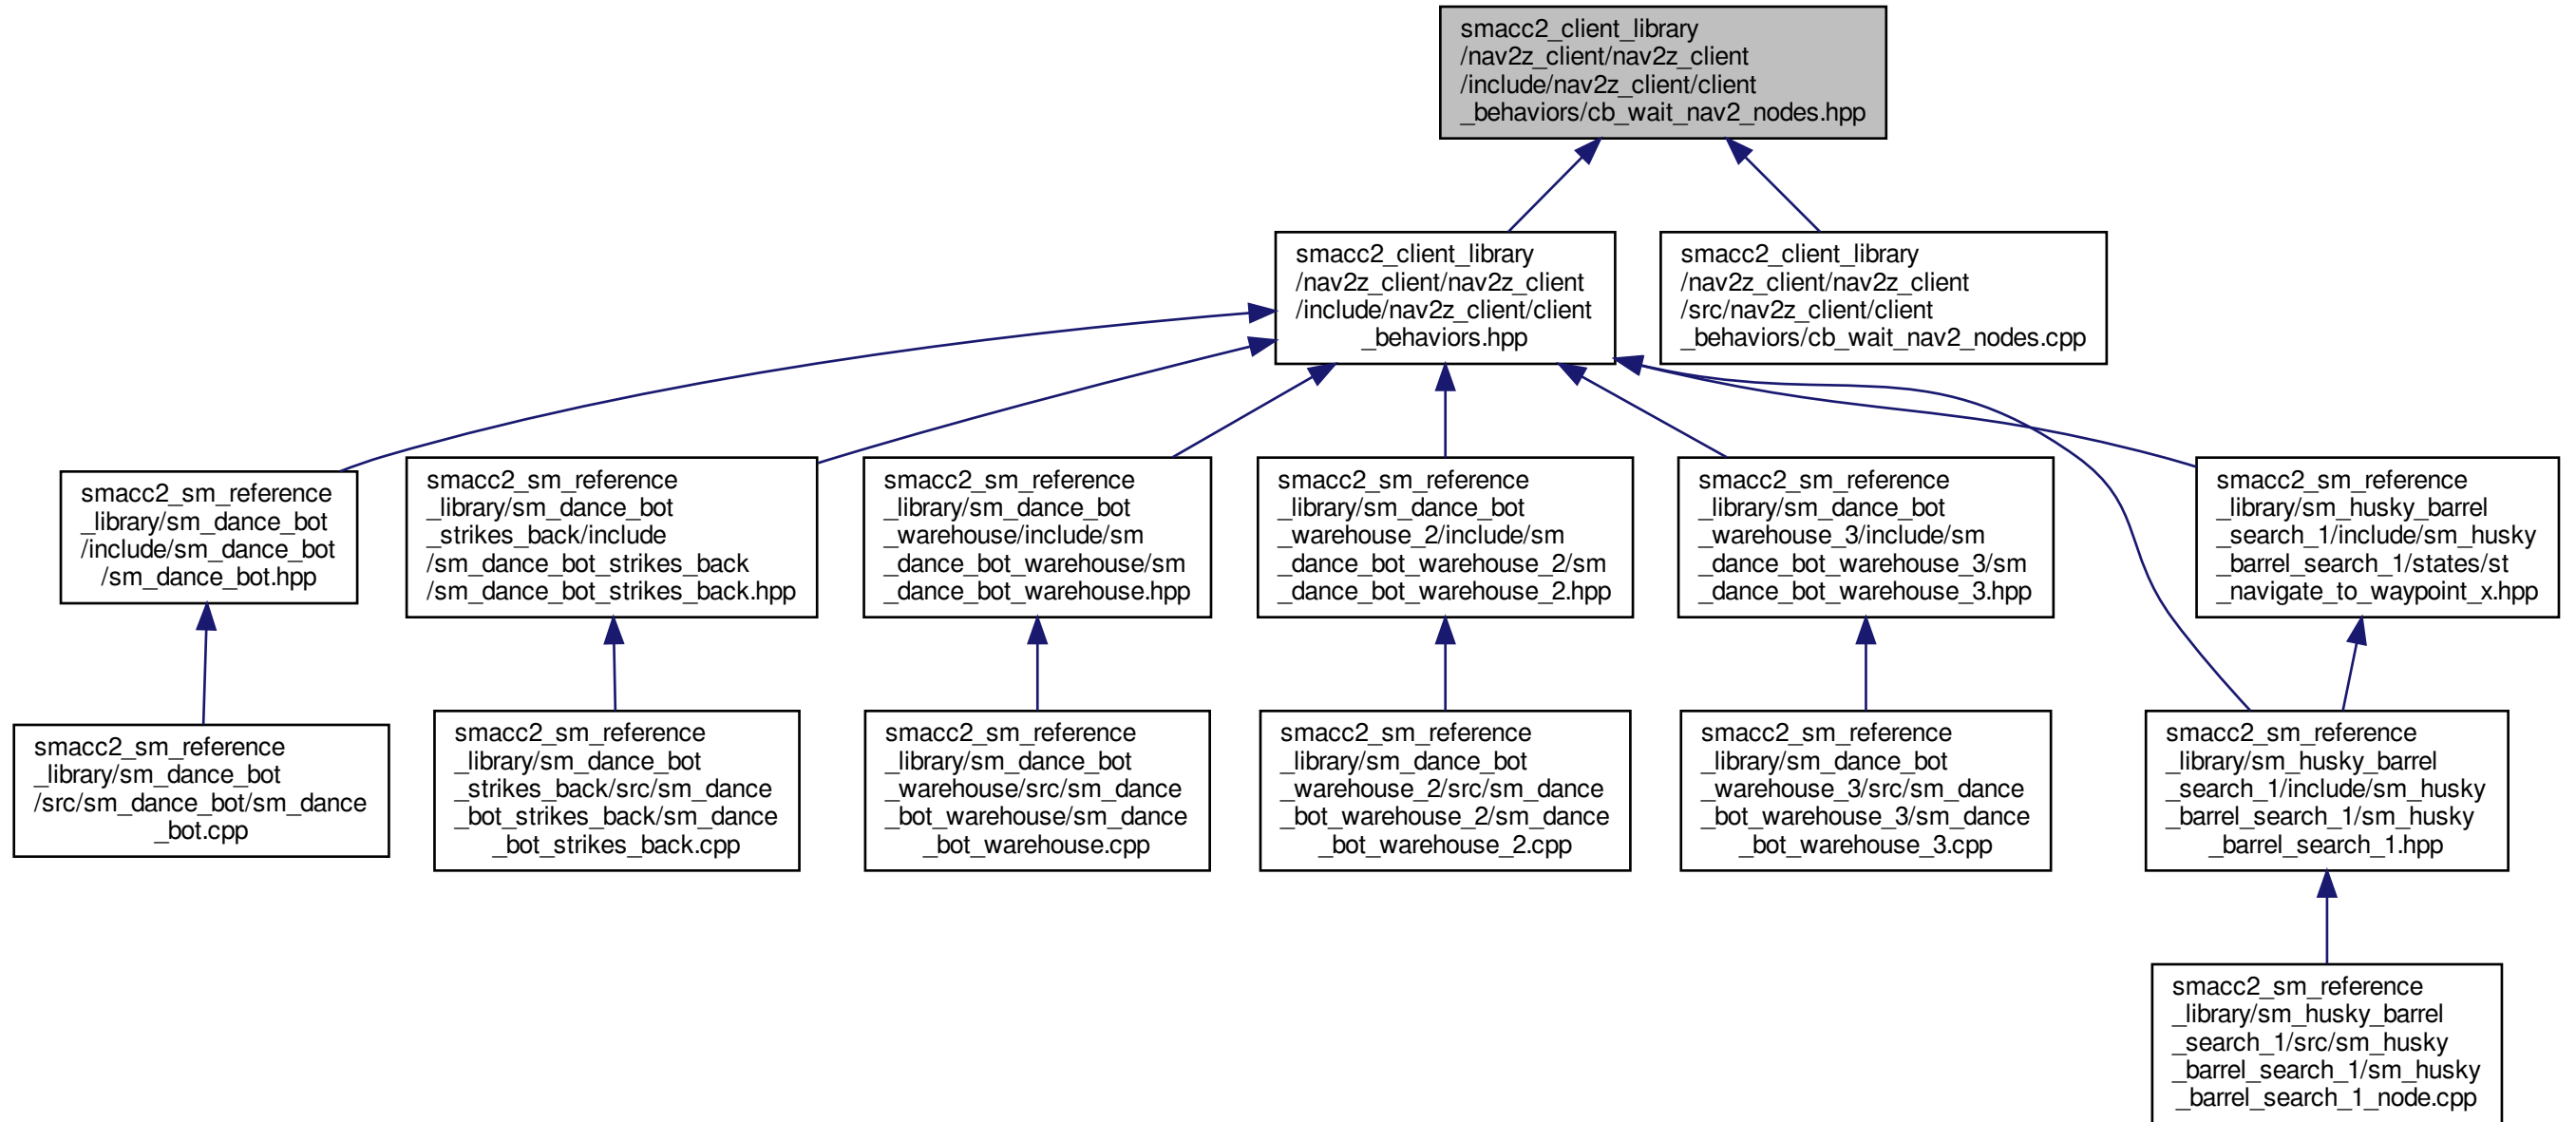 smacc2_client_library
/nav2z_client/nav2z_client
/include/nav2z_client/client
_behaviors/cb_wait_nav2_nodes.hpp
smacc2_client_library
/nav2z_client/nav2z_client
/include/nav2z_client/client
_behaviors.hpp
smacc2_client_library
/nav2z_client/nav2z_client
/src/nav2z_client/client
_behaviors/cb_wait_nav2_nodes.cpp
smacc2_sm_reference
_library/sm_dance_bot
/include/sm_dance_bot
/sm_dance_bot.hpp
smacc2_sm_reference
_library/sm_dance_bot
_strikes_back/include
/sm_dance_bot_strikes_back
/sm_dance_bot_strikes_back.hpp
smacc2_sm_reference
_library/sm_dance_bot
_warehouse/include/sm
_dance_bot_warehouse/sm
_dance_bot_warehouse.hpp
smacc2_sm_reference
_library/sm_dance_bot
_warehouse_2/include/sm
_dance_bot_warehouse_2/sm
_dance_bot_warehouse_2.hpp
smacc2_sm_reference
_library/sm_dance_bot
_warehouse_3/include/sm
_dance_bot_warehouse_3/sm
_dance_bot_warehouse_3.hpp
smacc2_sm_reference
_library/sm_husky_barrel
_search_1/include/sm_husky
_barrel_search_1/states/st
_navigate_to_waypoint_x.hpp
smacc2_sm_reference
_library/sm_dance_bot
/src/sm_dance_bot/sm_dance
_bot.cpp
smacc2_sm_reference
_library/sm_dance_bot
_strikes_back/src/sm_dance
_bot_strikes_back/sm_dance
_bot_strikes_back.cpp
smacc2_sm_reference
_library/sm_dance_bot
_warehouse/src/sm_dance
_bot_warehouse/sm_dance
_bot_warehouse.cpp
smacc2_sm_reference
_library/sm_dance_bot
_warehouse_2/src/sm_dance
_bot_warehouse_2/sm_dance
_bot_warehouse_2.cpp
smacc2_sm_reference
_library/sm_dance_bot
_warehouse_3/src/sm_dance
_bot_warehouse_3/sm_dance
_bot_warehouse_3.cpp
smacc2_sm_reference
_library/sm_husky_barrel
_search_1/include/sm_husky
_barrel_search_1/sm_husky
_barrel_search_1.hpp
smacc2_sm_reference
_library/sm_husky_barrel
_search_1/src/sm_husky
_barrel_search_1/sm_husky
_barrel_search_1_node.cpp